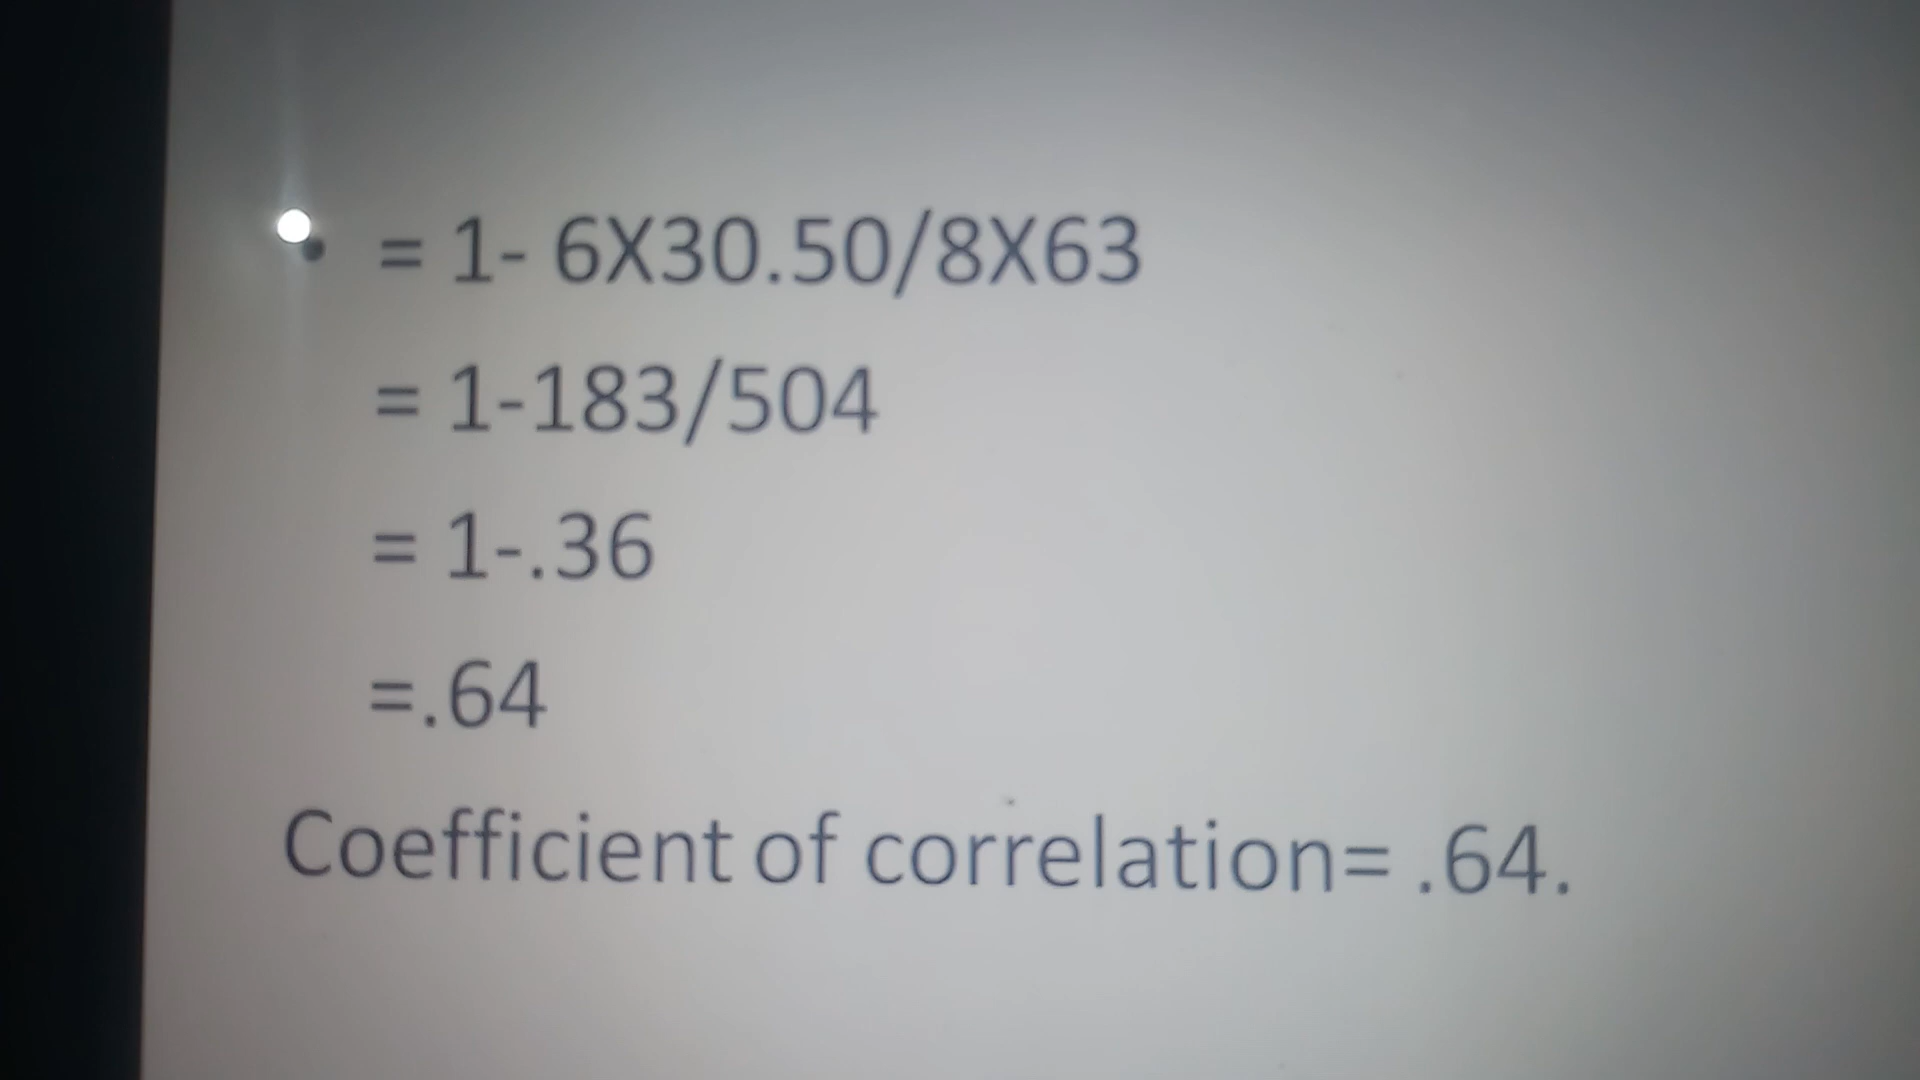 • = 1- 6X30.50/8X63
= 1-183/504
= 1-.36
=.64
Coefficient of correlation= .64.